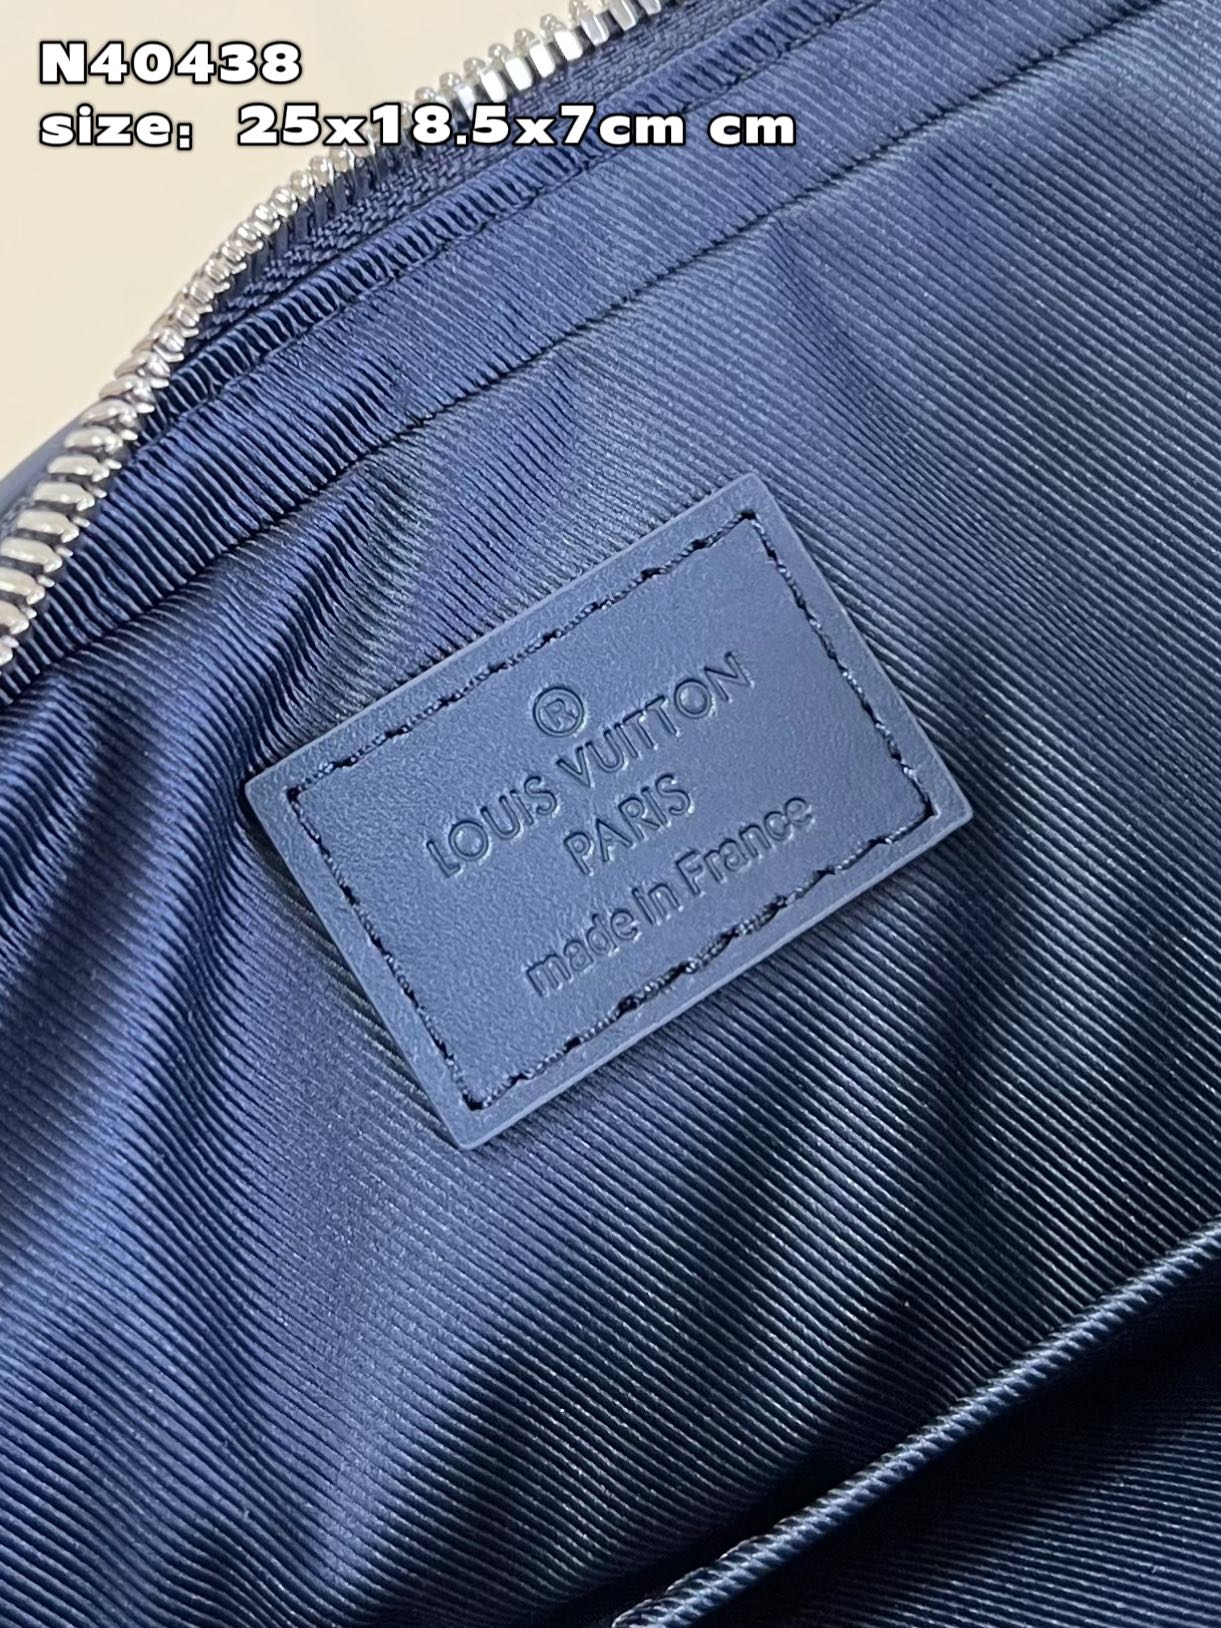 N40438
size: 25x18.5x7cm cm
®
LOUIS VUITTON
PARIS
made in France